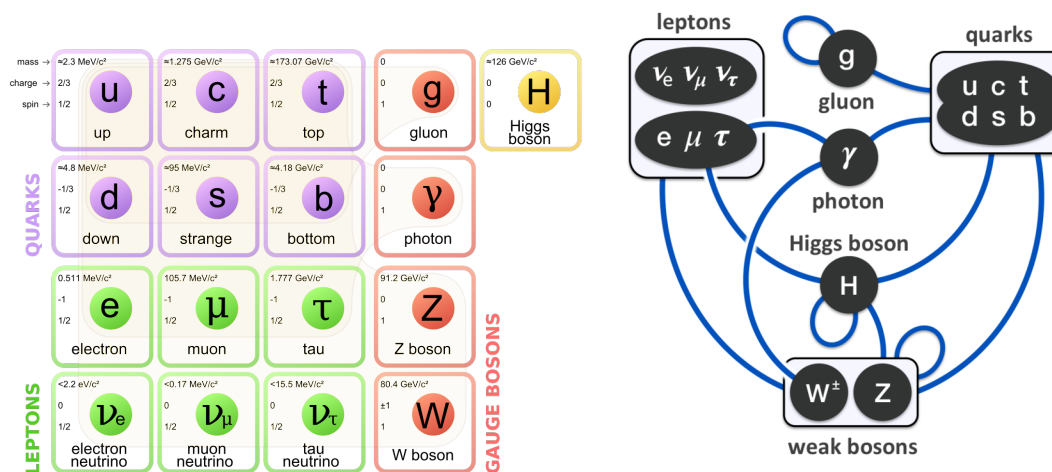 mass → ≈2.3 MeV/c² ≈1.275 GeV/c² ≈173.07 GeV/c² 0 ≈126 GeV/c²
charge → 2/3 2/3 2/3 0 0
spin → 1/2 1/2 1/2 1 0
u c t g H
up charm top gluon Higgs
boson
QUARKS
≈4.8 MeV/c² ≈95 MeV/c² ≈4.18 GeV/c² 0
-1/3 -1/3 -1/3 0
1/2 1/2 1/2 1
d s b γ
down strange bottom photon
0.511 MeV/c² 105.7 MeV/c² 1.777 GeV/c² 91.2 GeV/c²
-1 -1 -1 0
1/2 1/2 1/2 1
e μ τ Z
electron muon tau Z boson
LEPTONS
<2.2 eV/c² <0.17 MeV/c² <15.5 MeV/c² 80.4 GeV/c²
0 0 0 ±1
1/2 1/2 1/2 1
νe νμ ντ W
electron muon tau W boson
neutrino neutrino neutrino
GAUGE BOSONS
leptons
νe νμ ντ
e μ τ
g
gluon
quarks
u c t
d s b
γ
photon
Higgs boson
H
W± Z
weak bosons